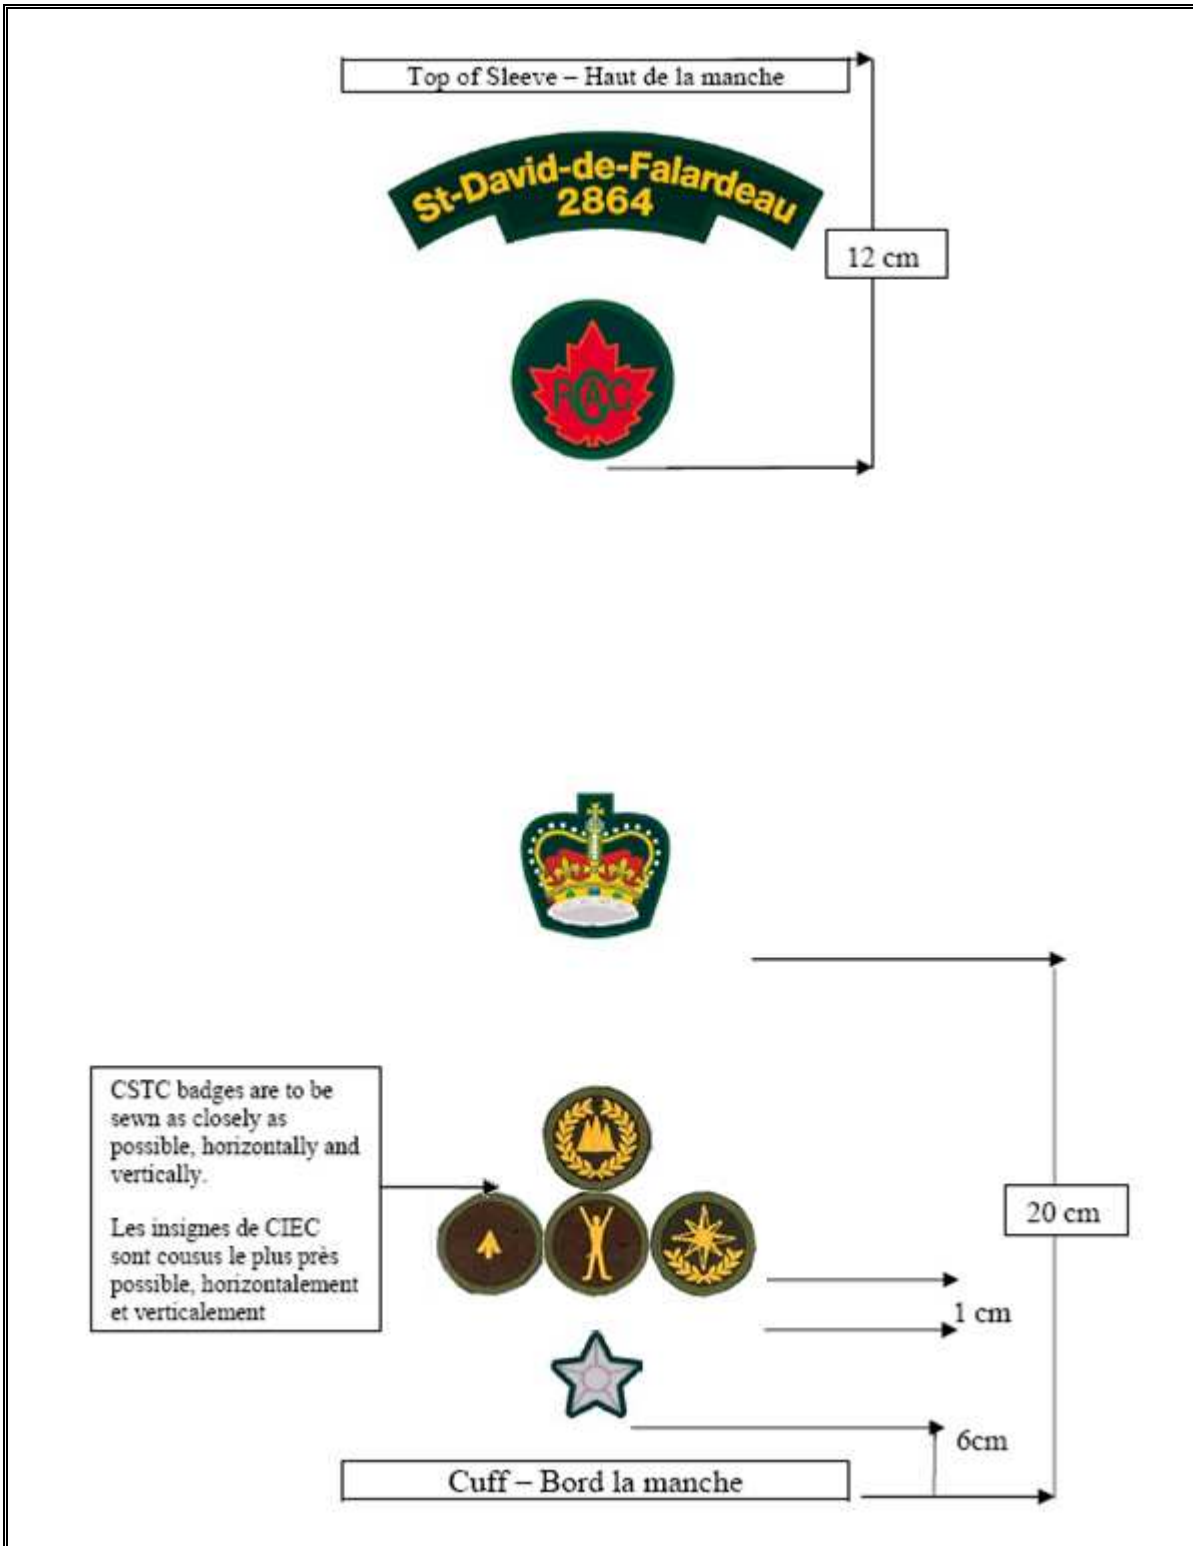 Top of Sleeve – Haut de la manche
St-David-de-Falardeau
2864
12 cm
RCAC
CSTC badges are to be
sewn as closely as
possible, horizontally and
vertically.
Les insignes de CIEC
sont cousus le plus près
possible, horizontalement
et verticalement
20 cm
1 cm
6cm
Cuff – Bord la manche